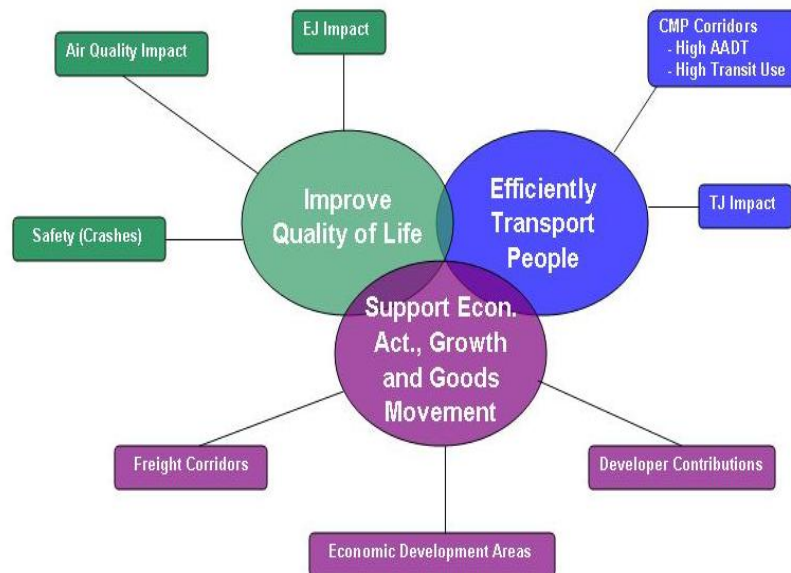 EJ Impact
Air Quality Impact
CMP Corridors
- High AADT
- High Transit Use
Improve
Quality of Life
Efficiently
Transport
People
TJ Impact
Safety (Crashes)
Support Econ.
Act., Growth
and Goods
Movement
Freight Corridors
Developer Contributions
Economic Development Areas